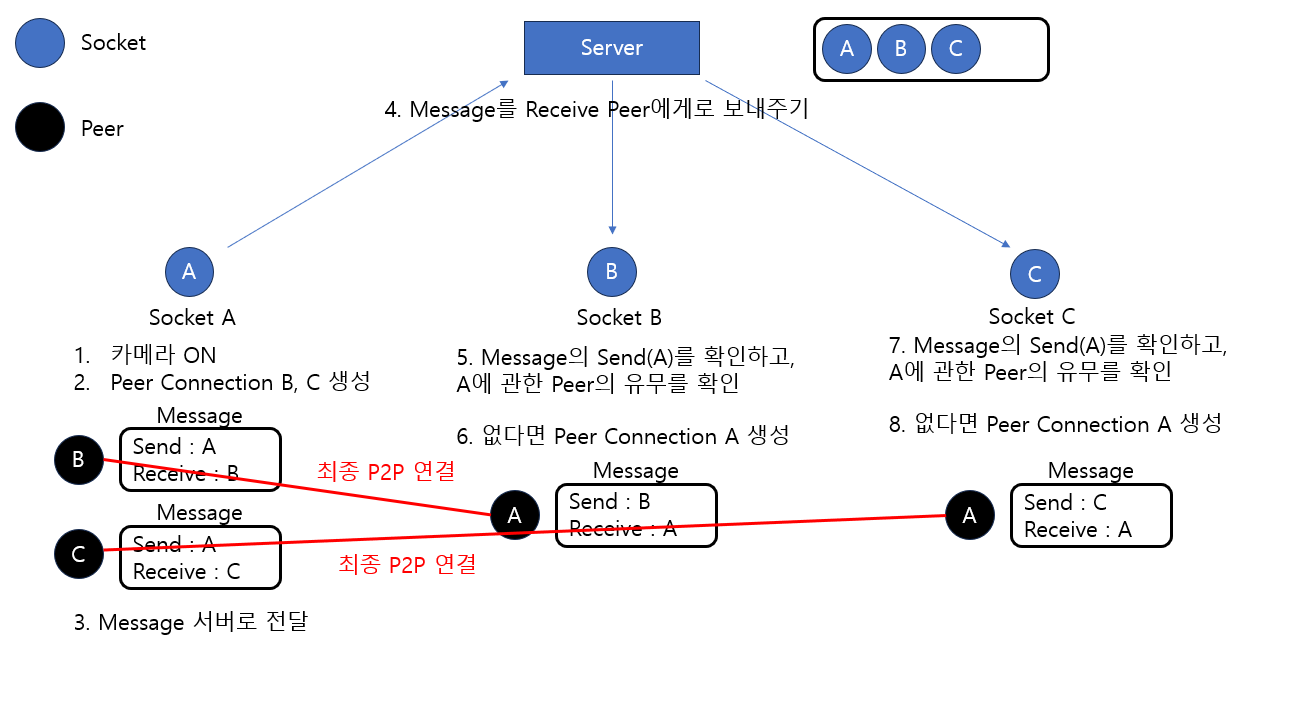 Socket
Server
A B C
Peer
4. Message를 Receive Peer에게로 보내주기
A
Socket A
1. 카메라 ON
2. Peer Connection B, C 생성
Message
B
Send : A
Receive : B
Message
C
Send : A
Receive : C
3. Message 서버로 전달
최종 P2P 연결
최종 P2P 연결
B
Socket B
5. Message의 Send(A)를 확인하고,
A에 관한 Peer의 유무를 확인
6. 없다면 Peer Connection A 생성
Message
A
Send : B
Receive : A
C
Socket C
7. Message의 Send(A)를 확인하고,
A에 관한 Peer의 유무를 확인
8. 없다면 Peer Connection A 생성
Message
A
Send : C
Receive : A